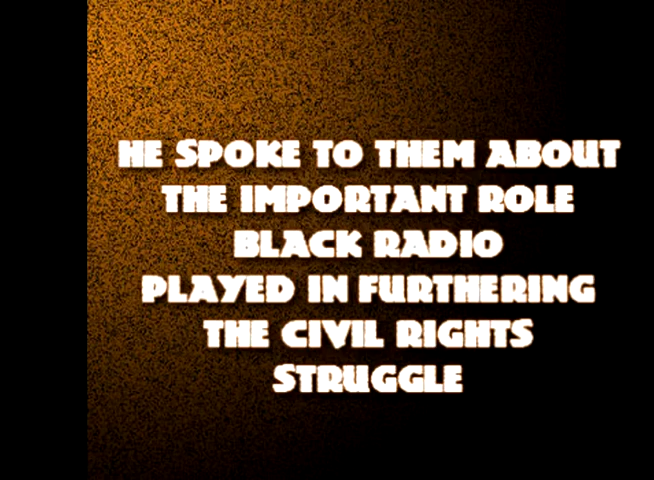 HE SPOKE TO THEM ABOUT
THE IMPORTANT ROLE
BLACK RADIO
PLAYED IN FURTHERING
THE CIVIL RIGHTS
STRUGGLE